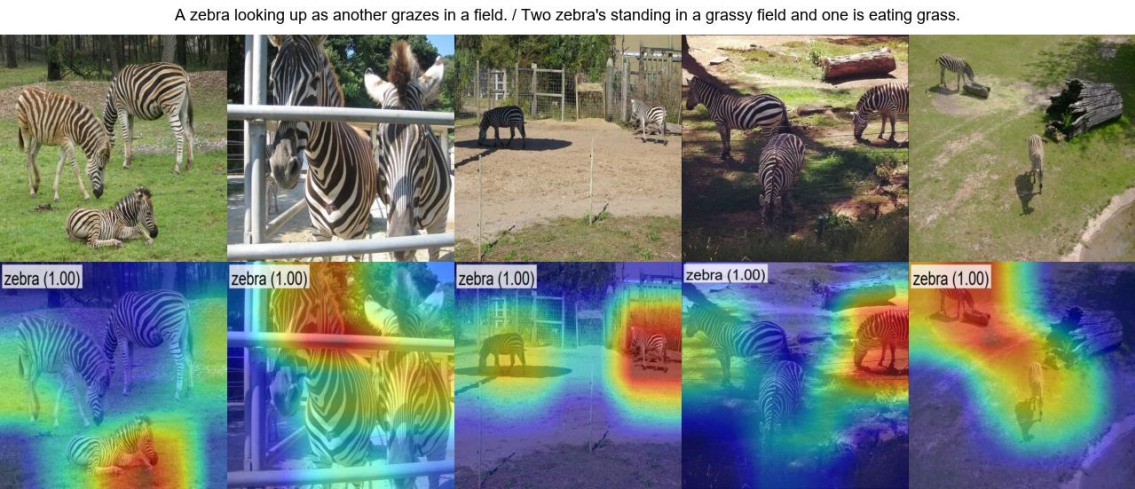 A zebra looking up as another grazes in a field. / Two zebra's standing in a grassy field and one is eating grass.
zebra (1.00)
zebra (1.00)
zebra (1.00)
zebra (1.00)
zebra (1.00)